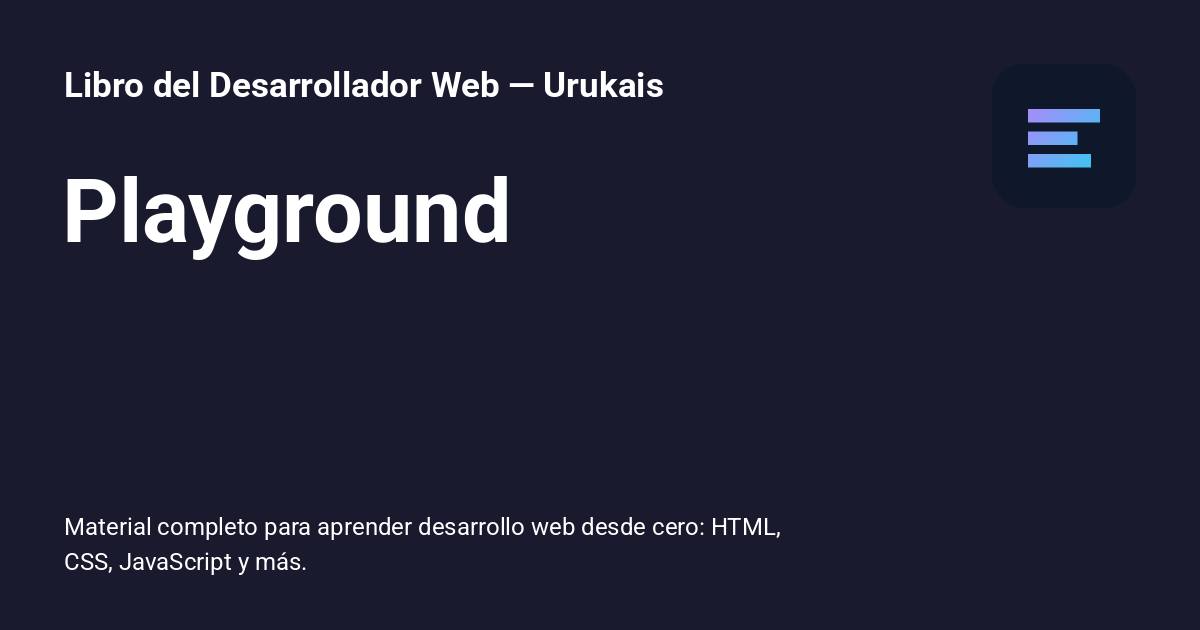 Libro del Desarrollador Web — Urukais
Playground
Material completo para aprender desarrollo web desde cero: HTML,
CSS, JavaScript y más.